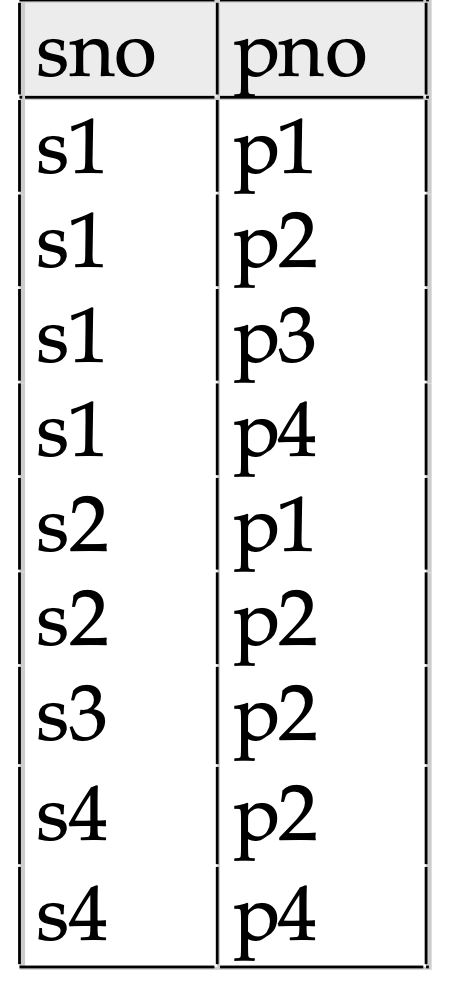 sno pno
s1 p1
s1 p2
s1 p3
s1 p4
s2 p1
s2 p2
s3 p2
s4 p2
s4 p4